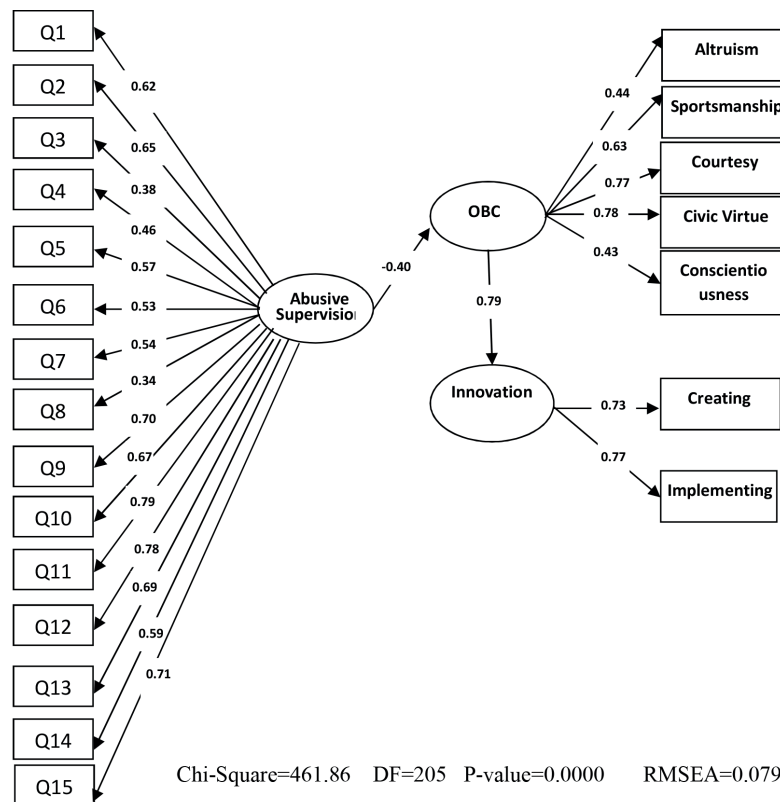 Q1
Q2
Q3
Q4
Q5
Q6
Q7
Q8
Q9
Q10
Q11
Q12
Q13
Q14
Q15
0.62
0.65
0.38
0.46
0.57
0.53
0.54
0.34
0.70
0.67
0.79
0.78
0.69
0.59
0.71
Abusive
Supervisio
-0.40
OBC
0.79
Innovation
0.44
0.63
0.77
0.78
0.43
Altruism
Sportsmanship
Courtesy
Civic Virtue
Conscientio
usness
0.73
0.77
Creating
Implementing
Chi-Square=461.86 DF=205 P-value=0.0000 RMSEA=0.079